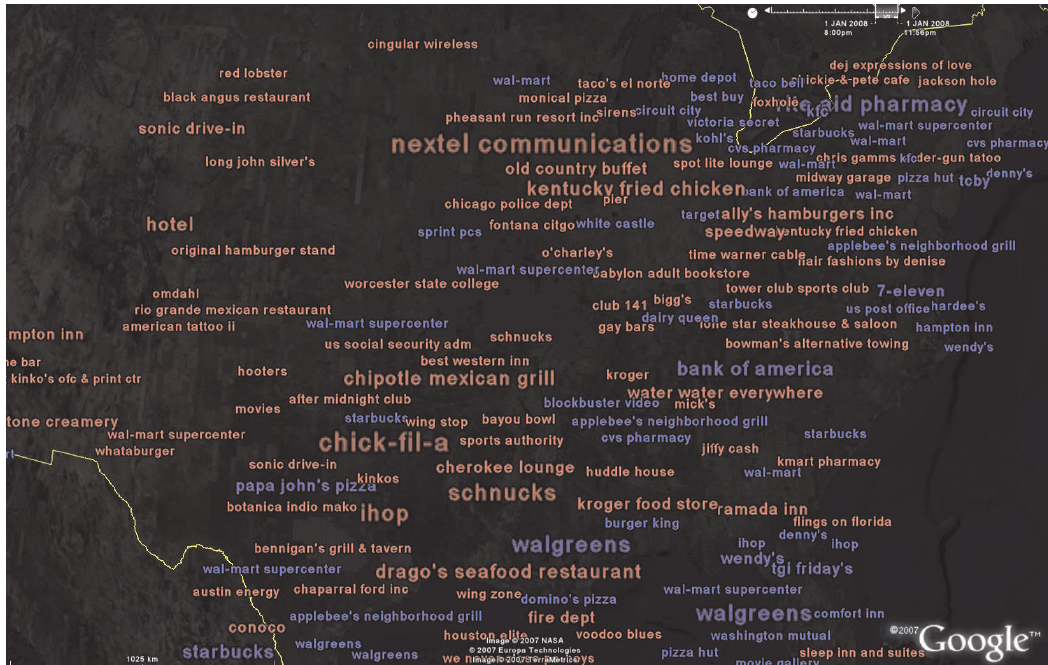 cingular wireless
1 JAN 2008
8:00pm
1 JAN 2008
11:56pm
dej expressions of love
red lobster
wal-mart
taco's el norte
home depot
taco bell
ickie-&-pete cafe
jackson hole
black angus restaurant
monical pizza
best buy
foxhole
aid pharmacy
sirens
circuit city
kfc
circuit city
pheasant run resort inc
victoria secret
wal-mart supercenter
sonic drive-in
starbucks
nextel communications
kohl's
wal-mart
cvs pharmacy
cvs pharmacy
long john silver's
old country buffet
spot lite lounge
wal-mart
chris gamms
kfc
der-gun tatoo
midway garage
pizza hut
tcby
denny's
kentucky fried chicken
bank of america
wal-mart
chicago police dept
pier
hotel
fontana citgo
white castle
target
ally's hamburgers inc
sprint pcs
speedway
entucky fried chicken
original hamburger stand
o'charley's
time warner cable
applebee's neighborhood grill
hair fashions by denise
wal-mart supercenter
babylon adult bookstore
worcester state college
tower club sports club
7-eleven
omdahl
club 141
bigg's
starbucks
us post office
hardee's
rio grande mexican restaurant
dairy queen
american tattoo ii
wal-mart supercenter
gay bars
lone star steakhouse & saloon
hampton inn
mpton inn
us social security adm
schnucks
bowman's alternative towing
wendy's
ne bar
best western inn
kinko's ofc & print ctr
hooters
chipotle mexican grill
kroger
bank of america
water water everywhere
after midnight club
blockbuster video
mick's
movies
tone creamery
starbucks
wing stop
bayou bowl
applebee's neighborhood grill
wal-mart supercenter
chick-fil-a
sports authority
cvs pharmacy
starbucks
whataburger
jiffy cash
sonic drive-in
cherokee lounge
huddle house
kmart pharmacy
wal-mart
papa john's pizza
kinkos
schnucks
botanica indio mako
ihop
kroger food store
ramada inn
burger king
flings on florida
bennigan's grill & tavern
walgreens
denny's
ihop
ihop
wendy's
wal-mart supercenter
drago's seafood restaurant
tgi friday's
austin energy
chaparral ford inc
wing zone
domino's pizza
wal-mart supercenter
applebee's neighborhood grill
fire dept
walgreens
comfort inn
conoco
houston elite
voodoo blues
washington mutual
©2007 Google™
starbucks
walgreens
Image © 2007 NASA
© 2007 Europa Technologies
Image © 2007 TerraMetrics
1025 km
walgreens
pizza hut
sleep inn and suites
movie gallery